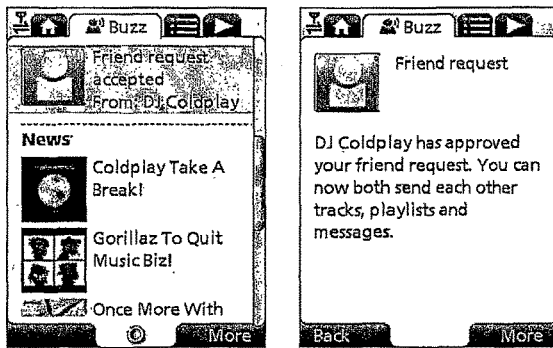 Buzz
Friend request
accepted
From: DJ Coldplay
News
Coldplay Take A
Break!
Gorillaz To Quit
Music Biz!
Once More With
More
Buzz
Friend request
DJ Coldplay has approved
your friend request. You can
now both send each other
tracks, playlists and
messages.
Back
More